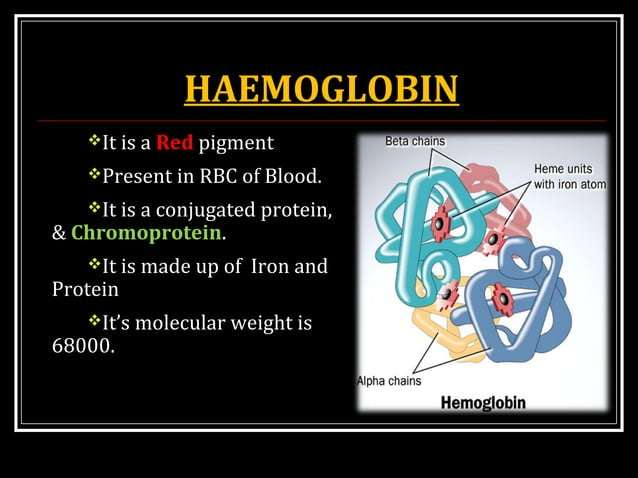 HAEMOGLOBIN
❖It is a Red pigment
❖Present in RBC of Blood.
❖It is a conjugated protein,
& Chromoprotein.
❖It is made up of Iron and
Protein
❖It’s molecular weight is
68000.
Beta chains
Heme units
with iron atom
Alpha chains
Hemoglobin